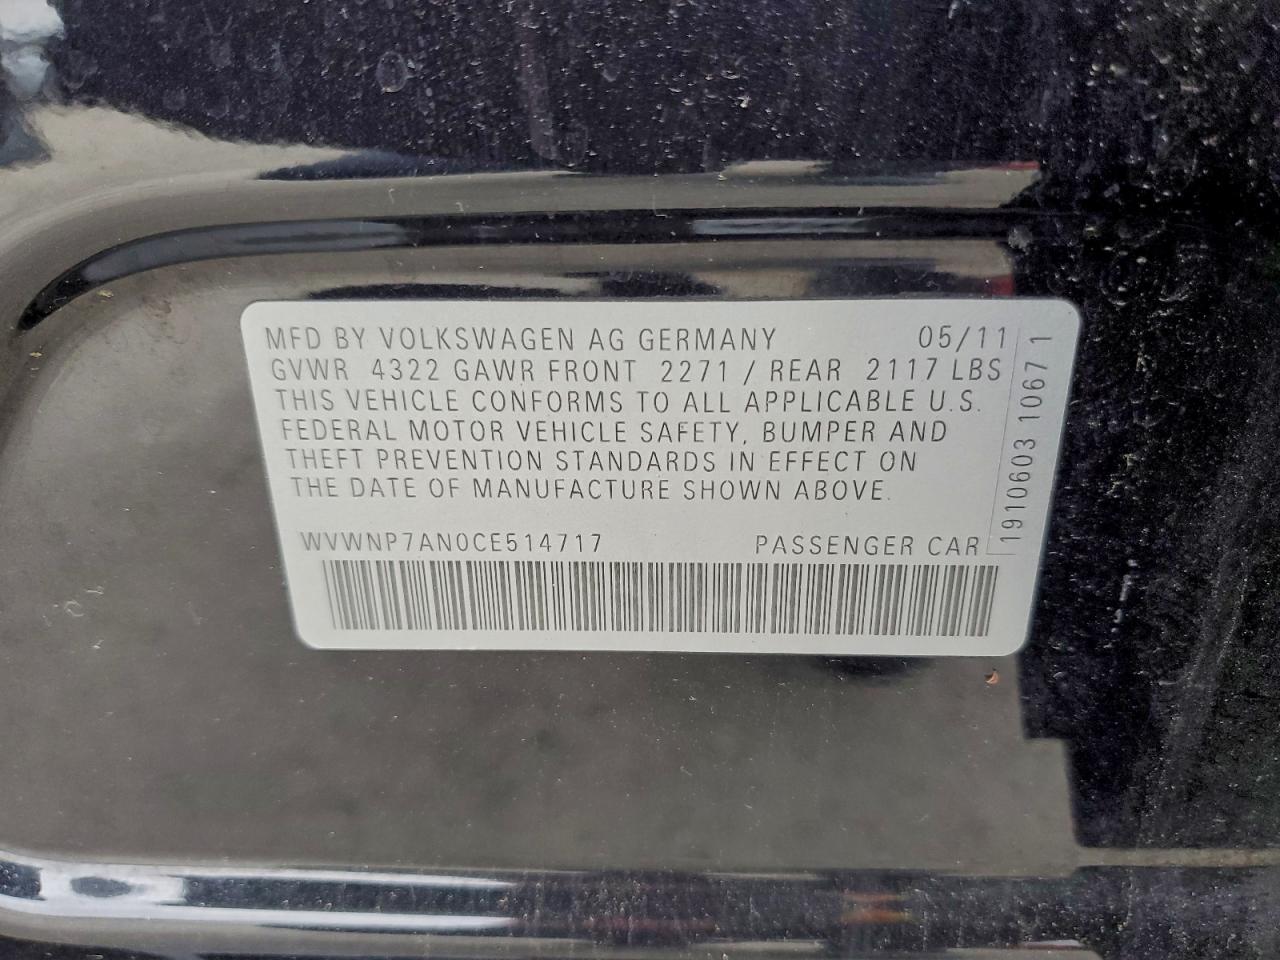 MFD BY VOLKSWAGEN AG GERMANY 05/11
GVWR 4322 GAWR FRONT 2271 / REAR 2117 LBS
THIS VEHICLE CONFORMS TO ALL APPLICABLE U.S.
FEDERAL MOTOR VEHICLE SAFETY, BUMPER AND
THEFT PREVENTION STANDARDS IN EFFECT ON
THE DATE OF MANUFACTURE SHOWN ABOVE.
WVWNP7AN0CE514717 PASSENGER CAR
1910603 1067 1